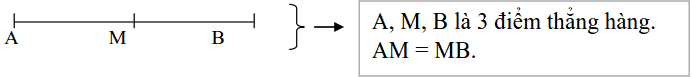 A M B
A, M, B là 3 điểm thẳng hàng.
AM = MB.